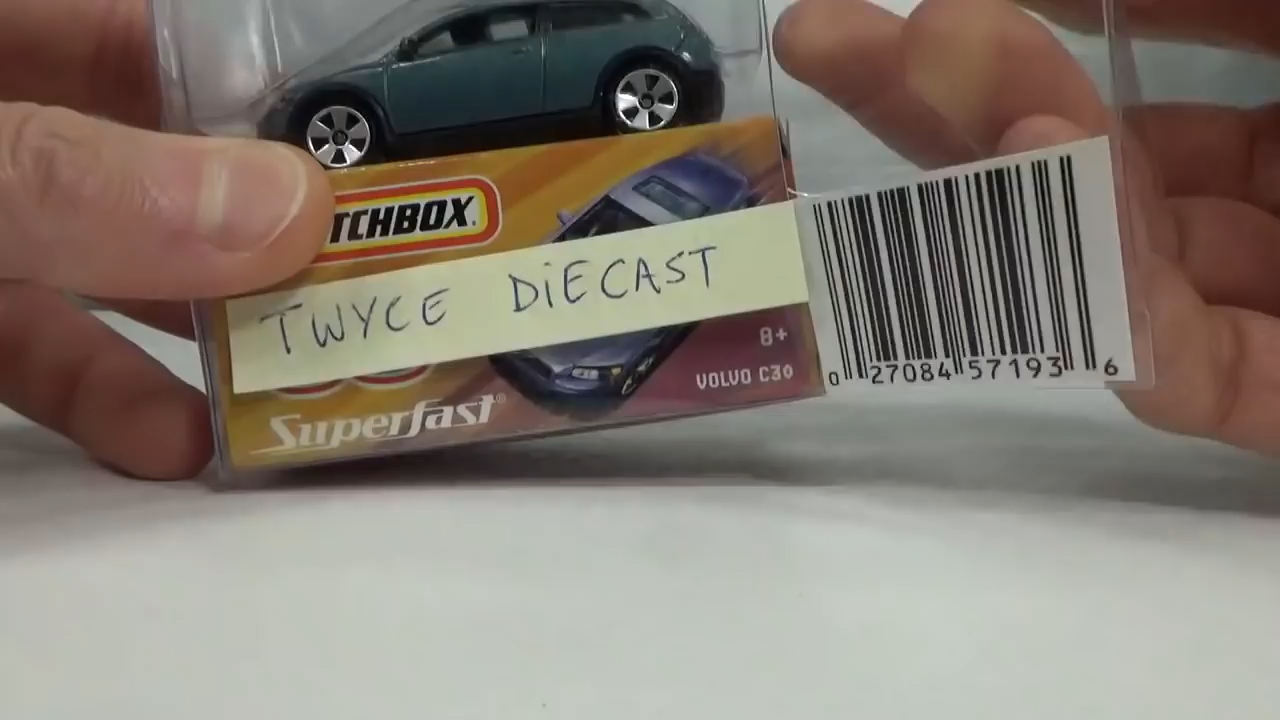 TCHBOX.
TWYCE DiECAST
8+
VOLVO C30
Superfast®
0 27084 57193 6